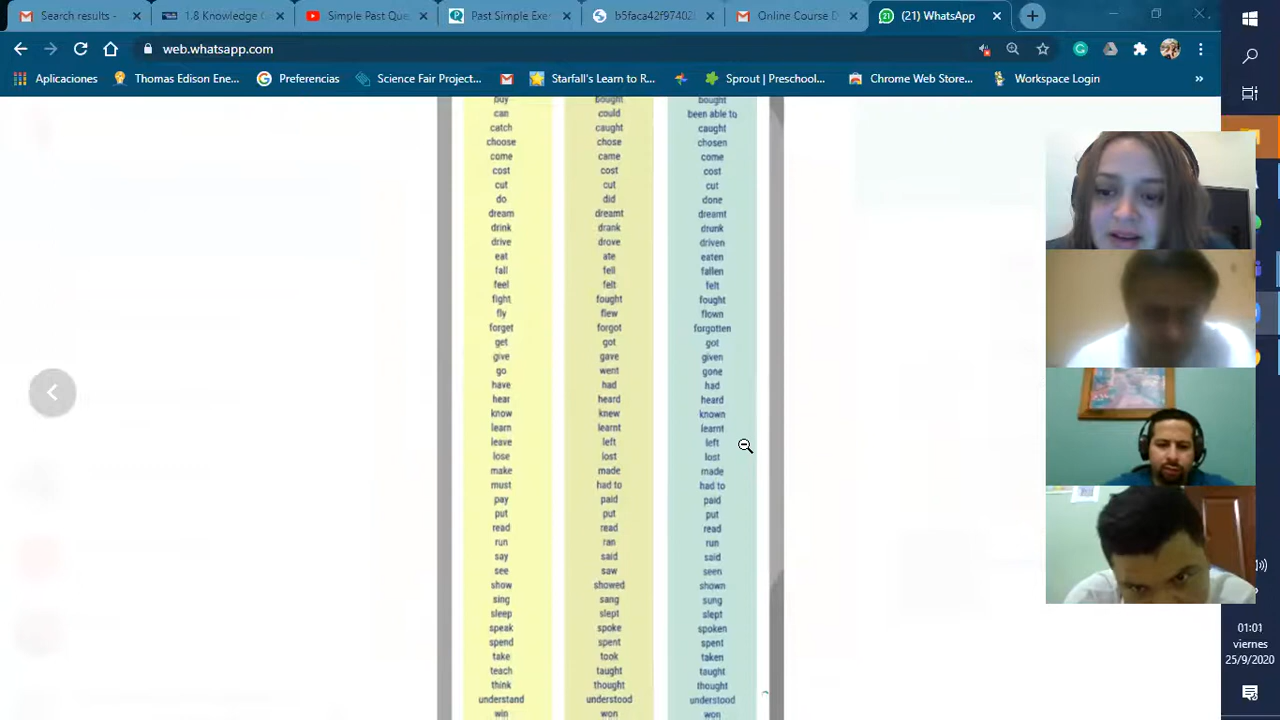 Search results -
1.8 Knowledge C
Simple Past Que
Past Simple Exer
b5faca42f97402
Online Course D
(21) WhatsApp
web.whatsapp.com
Aplicaciones
Thomas Edison Ene...
Preferencias
Science Fair Project...
Starfall's Learn to R...
Sprout | Preschool...
Chrome Web Store...
Workspace Login
»
buy bought bought
can could been able to
catch caught caught
choose chose chosen
come came come
cost cost cost
cut cut cut
do did done
dream dreamt dreamt
drink drank drunk
drive drove driven
eat ate eaten
fall fell fallen
feel felt felt
fight fought fought
fly flew flown
forget forgot forgotten
get got got
give gave given
go went gone
have had had
hear heard heard
know knew known
learn learnt learnt
leave left left
lose lost lost
make made made
must had to had to
pay paid paid
put put put
read read read
run ran run
say said said
see saw seen
show showed shown
sing sang sung
sleep slept slept
speak spoke spoken
spend spent spent
take took taken
teach taught taught
think thought thought
understand understood understood
win won won
01:01
viernes
25/9/2020